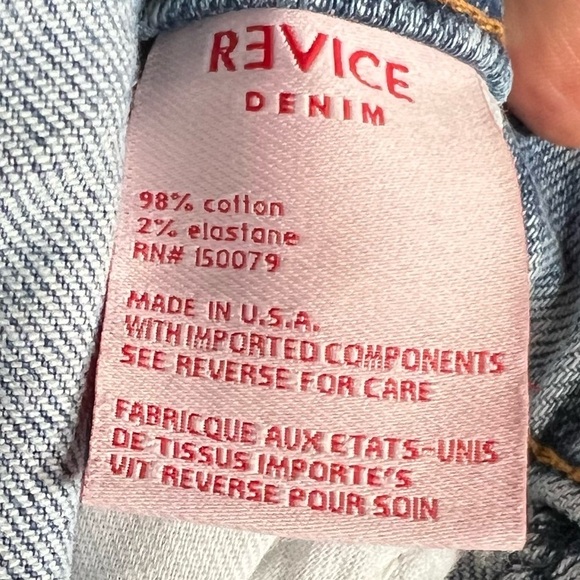 RƎVICE
DENIM
98% cotton
2% elastane
RN# 150079
MADE IN U.S.A.
WITH IMPORTED COMPONENTS
SEE REVERSE FOR CARE
FABRICQUE AUX ETATS-UNIS
DE TISSUS IMPORTE'S
VIT REVERSE POUR SOIN